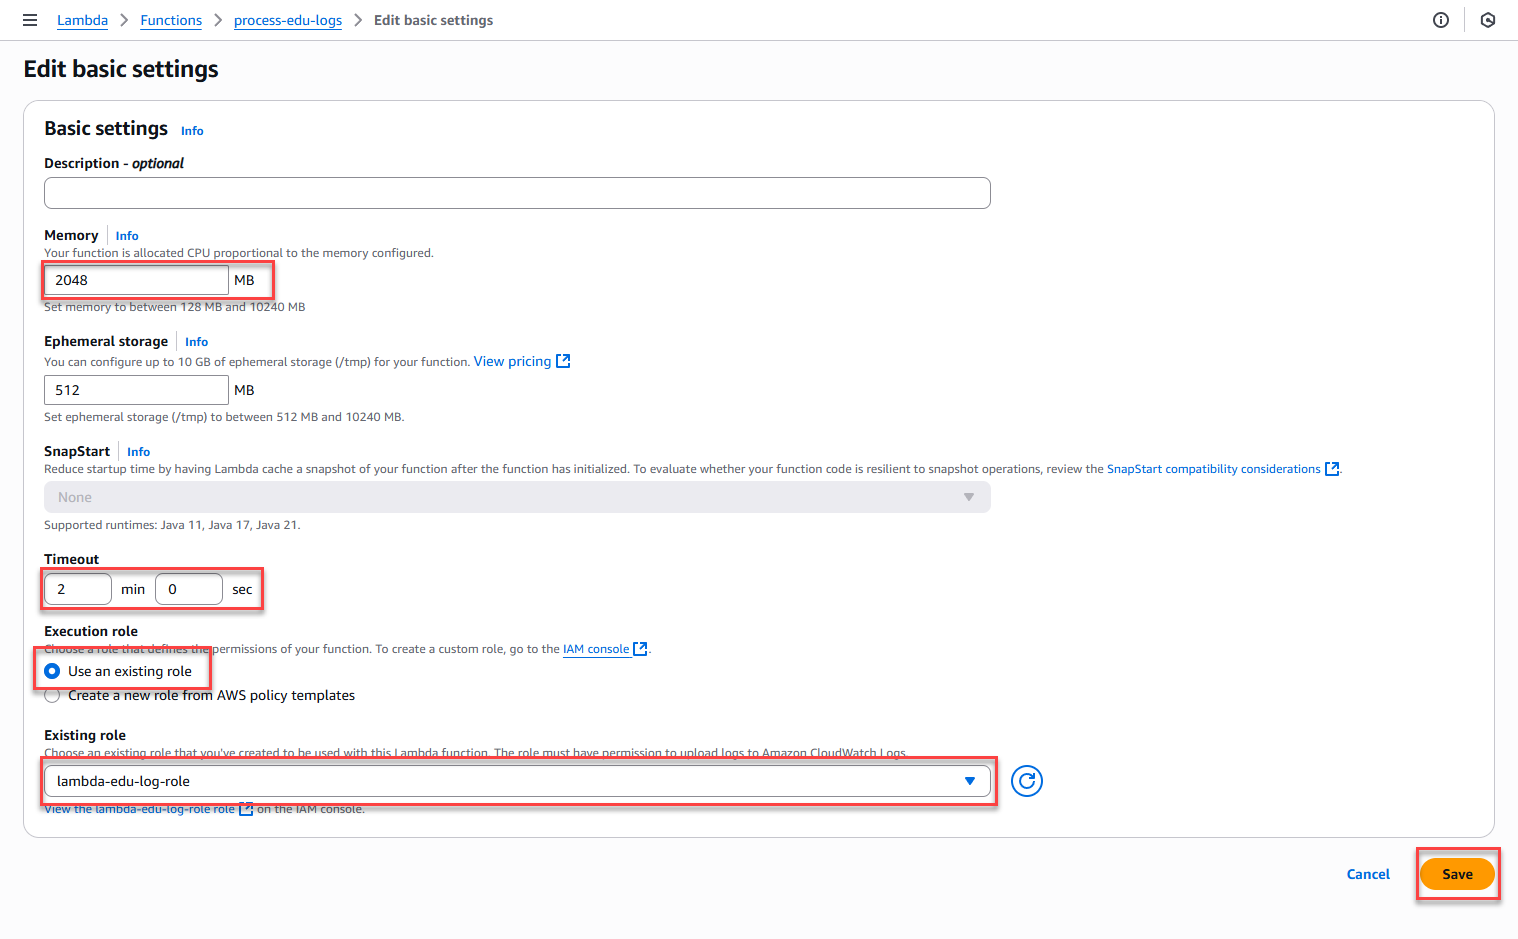 Lambda > Functions > process-edu-logs > Edit basic settings
Edit basic settings
Basic settings Info
Description - optional
Memory Info
Your function is allocated CPU proportional to the memory configured.
2048 MB
Set memory to between 128 MB and 10240 MB
Ephemeral storage Info
You can configure up to 10 GB of ephemeral storage (/tmp) for your function. View pricing
512 MB
Set ephemeral storage (/tmp) to between 512 MB and 10240 MB.
SnapStart Info
Reduce startup time by having Lambda cache a snapshot of your function after the function has initialized. To evaluate whether your function code is resilient to snapshot operations, review the SnapStart compatibility considerations.
None
Supported runtimes: Java 11, Java 17, Java 21.
Timeout
2 min 0 sec
Execution role
Choose a role that defines the permissions of your function. To create a custom role, go to the IAM console.
Use an existing role
Create a new role from AWS policy templates
Existing role
Choose an existing role that you've created to be used with this Lambda function. The role must have permission to upload logs to Amazon CloudWatch Logs.
lambda-edu-log-role
View the lambda-edu-log-role role on the IAM console.
Cancel Save